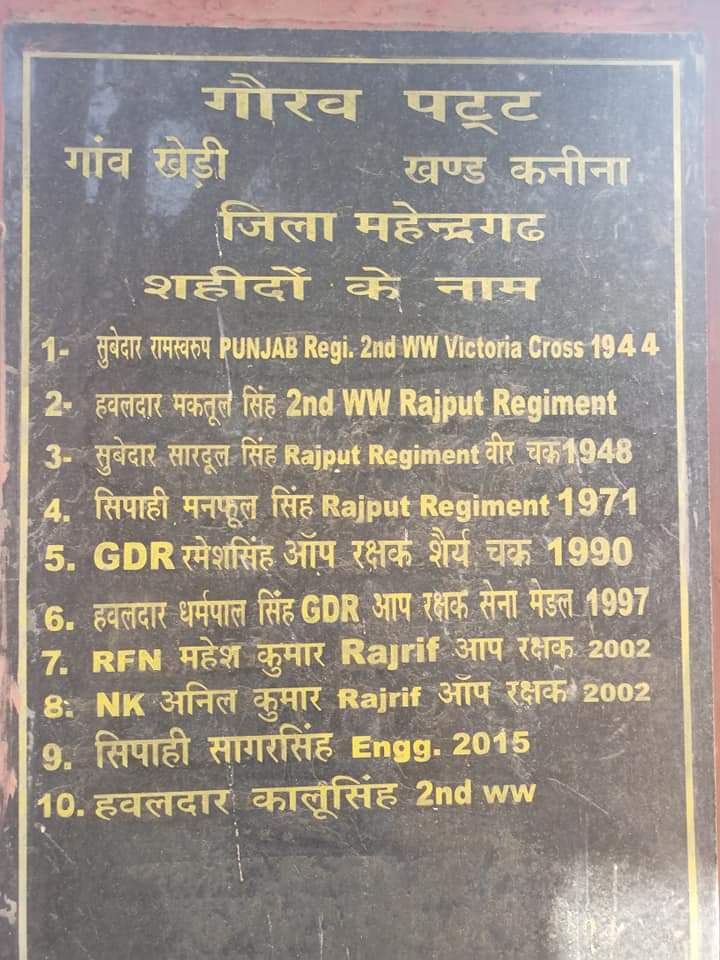 गौरव पट्ट
गांव खेड़ी खण्ड कनीना
जिला महेन्द्रगढ
शहीदों के नाम
1- सुबेदार रामस्वरुप PUNJAB Regi. 2nd WW Victoria Cross 1944
2- हवलदार मकतूल सिंह 2nd WW Rajput Regiment
3- सुबेदार सारदूल सिंह Rajput Regiment वीर चक 1948
4. सिपाही मनफूल सिंह Rajput Regiment 1971
5. GDR रमेशसिंह ऑप रक्षक शैर्य चक 1990
6. हवलदार धर्मपाल सिंह GDR आप रक्षक सेना मेडल 1997
7. RFN महेश कुमार Rajrif आप रक्षक 2002
8. NK अनिल कुमार Rajrif ऑप रक्षक 2002
9. सिपाही सागरसिंह Engg. 2015
10. हवलदार कालूसिंह 2nd ww